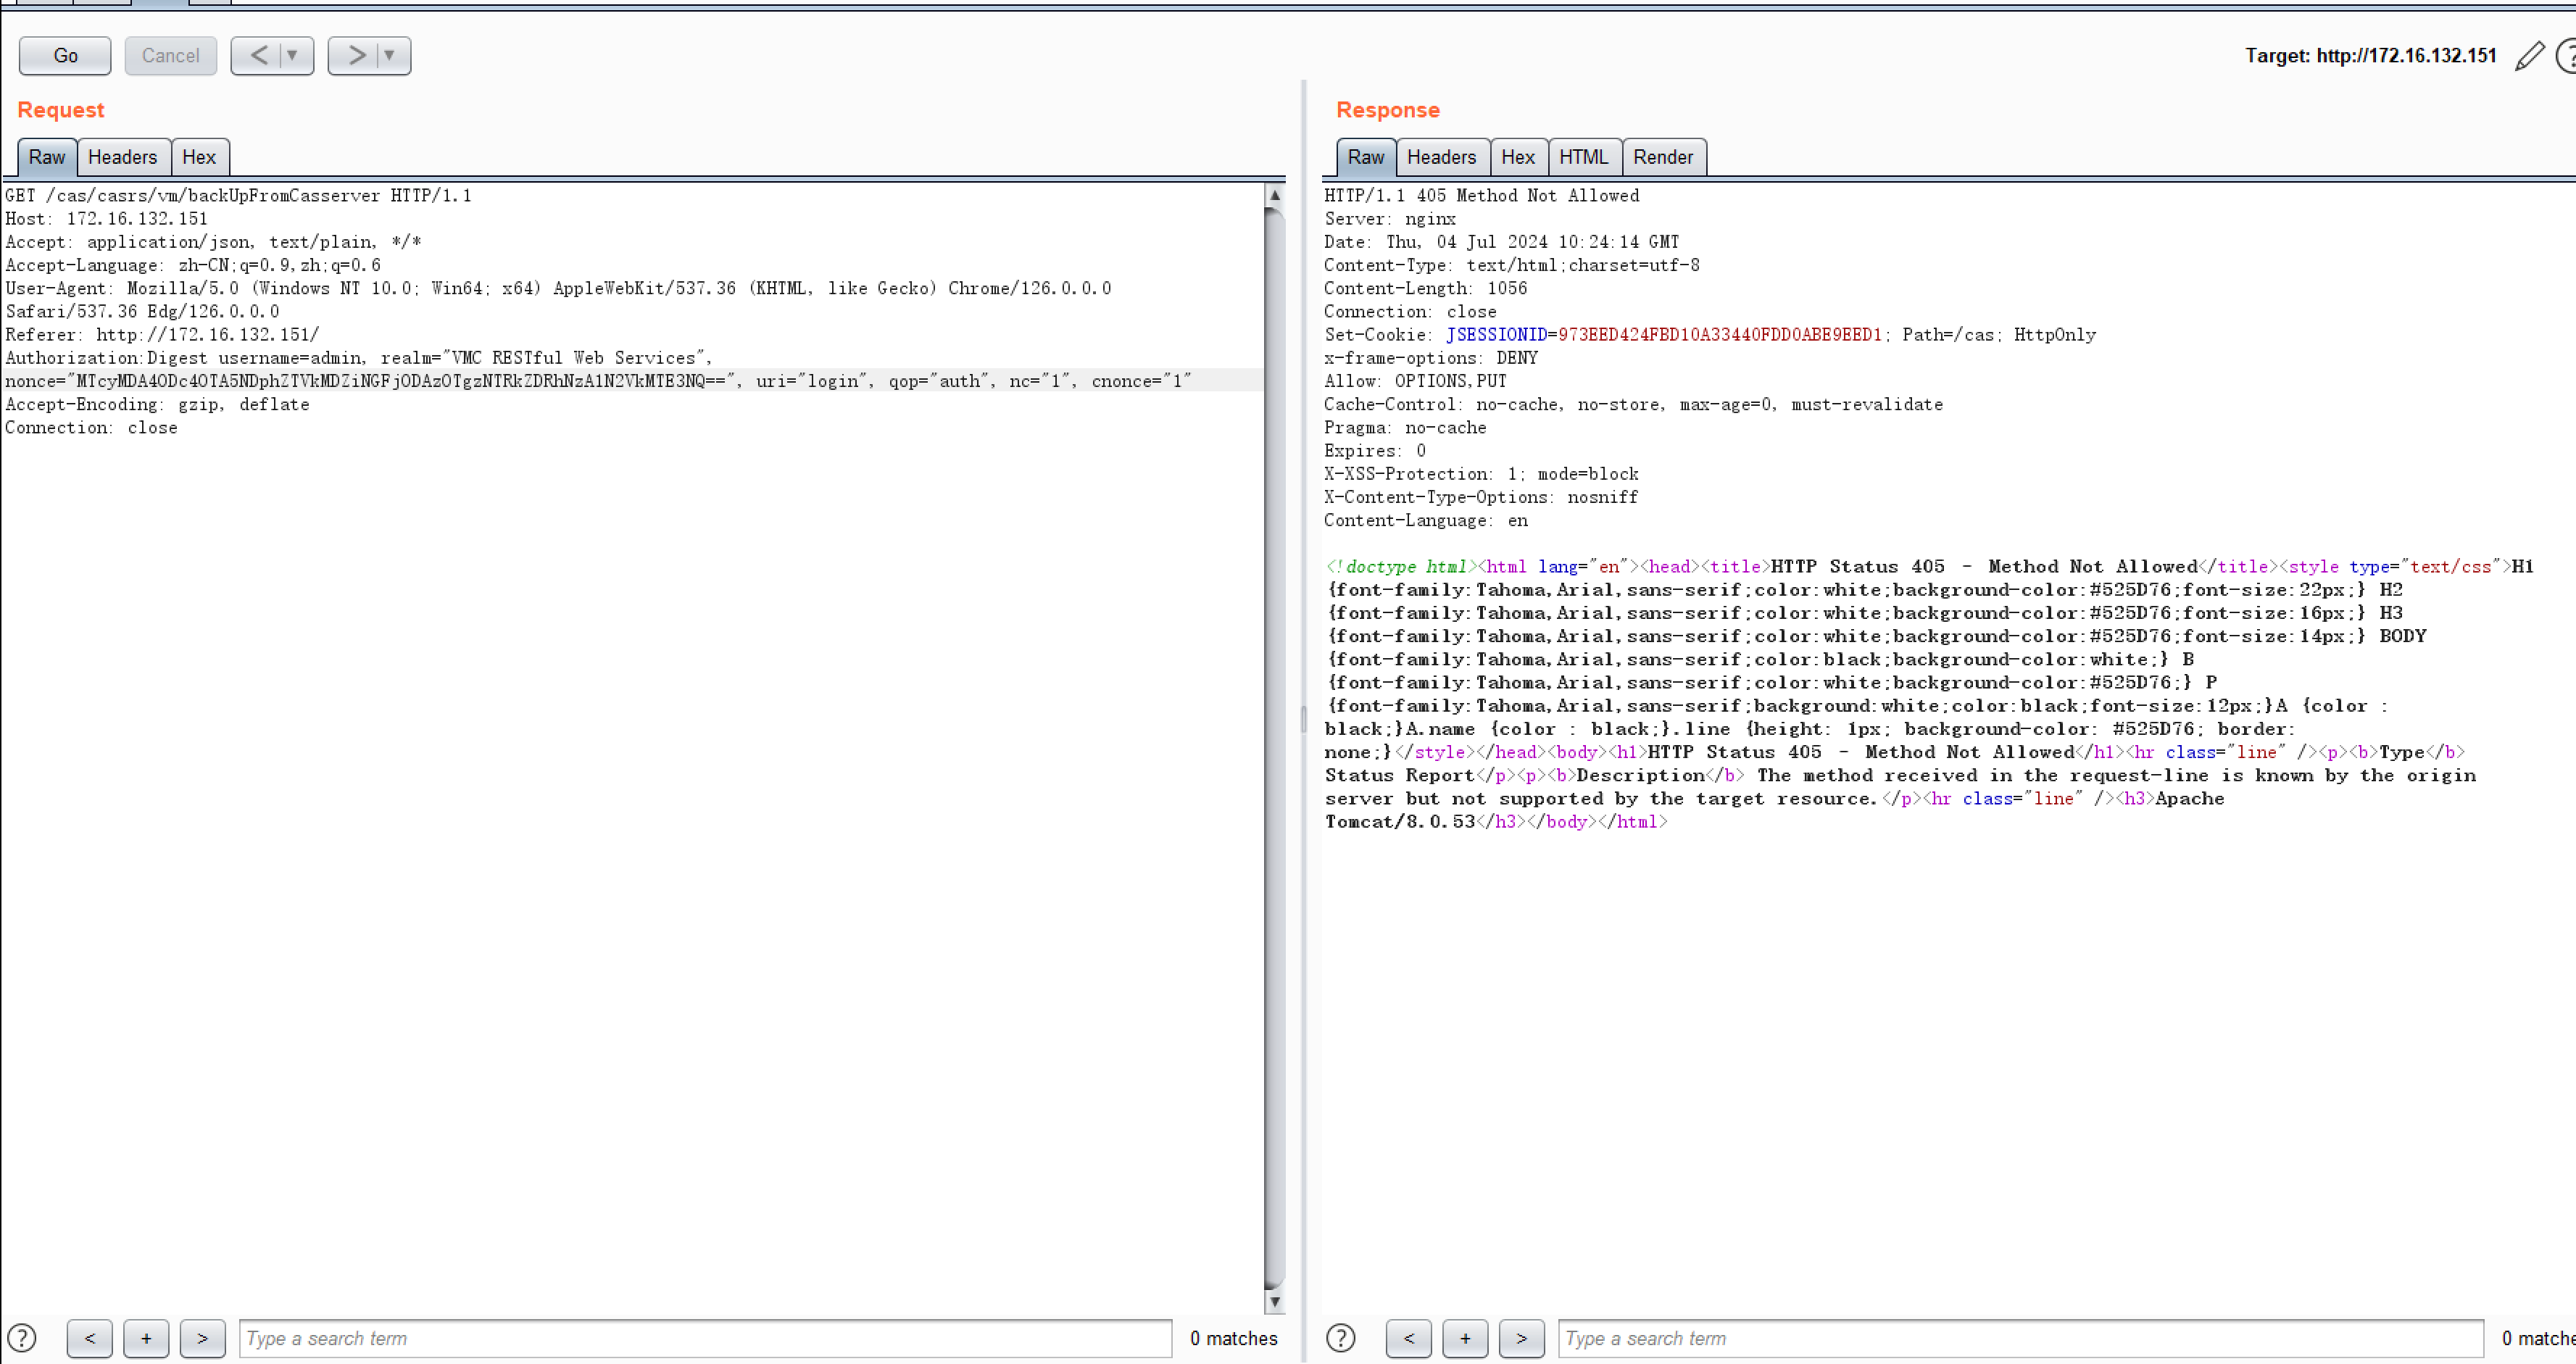 Go
Cancel
<
>
Target: http://172.16.132.151
Request
Raw
Headers
Hex
GET /cas/casrs/vm/backUpFromCasserver HTTP/1.1
Host: 172.16.132.151
Accept: application/json, text/plain, */*
Accept-Language: zh-CN;q=0.9,zh;q=0.6
User-Agent: Mozilla/5.0 (Windows NT 10.0; Win64; x64) AppleWebKit/537.36 (KHTML, like Gecko) Chrome/126.0.0.0
Safari/537.36 Edg/126.0.0.0
Referer: http://172.16.132.151/
Authorization:Digest username=admin, realm="VMC RESTful Web Services",
nonce="MTcyMDA4ODc4OTA5NDphZTVkMDZiNGFjODAzOTgzNTRkZDRhNzA1N2VkMTE3NQ==", uri="login", qop="auth", nc="1", cnonce="1"
Accept-Encoding: gzip, deflate
Connection: close
Response
Raw
Headers
Hex
HTML
Render
HTTP/1.1 405 Method Not Allowed
Server: nginx
Date: Thu, 04 Jul 2024 10:24:14 GMT
Content-Type: text/html;charset=utf-8
Content-Length: 1056
Connection: close
Set-Cookie: JSESSIONID=973EED424FBD10A33440FDD0ABE9EED1; Path=/cas; HttpOnly
x-frame-options: DENY
Allow: OPTIONS,PUT
Cache-Control: no-cache, no-store, max-age=0, must-revalidate
Pragma: no-cache
Expires: 0
X-XSS-Protection: 1; mode=block
X-Content-Type-Options: nosniff
Content-Language: en
<!doctype html><html lang="en"><head><title>HTTP Status 405 - Method Not Allowed</title><style type="text/css">H1
{font-family:Tahoma,Arial,sans-serif;color:white;background-color:#525D76;font-size:22px;} H2
{font-family:Tahoma,Arial,sans-serif;color:white;background-color:#525D76;font-size:16px;} H3
{font-family:Tahoma,Arial,sans-serif;color:white;background-color:#525D76;font-size:14px;} BODY
{font-family:Tahoma,Arial,sans-serif;color:black;background-color:white;} B
{font-family:Tahoma,Arial,sans-serif;color:white;background-color:#525D76;} P
{font-family:Tahoma,Arial,sans-serif;background:white;color:black;font-size:12px;}A {color :
black;}A.name {color : black;}.line {height: 1px; background-color: #525D76; border:
none;}</style></head><body><h1>HTTP Status 405 - Method Not Allowed</h1><hr class="line" /><p><b>Type</b>
Status Report</p><p><b>Description</b> The method received in the request-line is known by the origin
server but not supported by the target resource.</p><hr class="line" /><h3>Apache
Tomcat/8.0.53</h3></body></html>
?
<
+
>
Type a search term
0 matches
?
<
+
>
Type a search term
0 matche